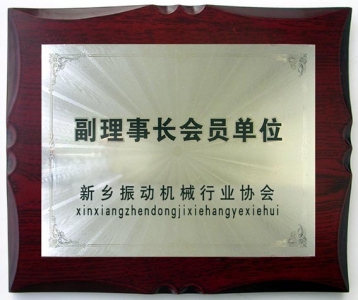 副理事长会员单位
新乡振动机械行业协会
xinxiangzhendongjixiehangyexiehui